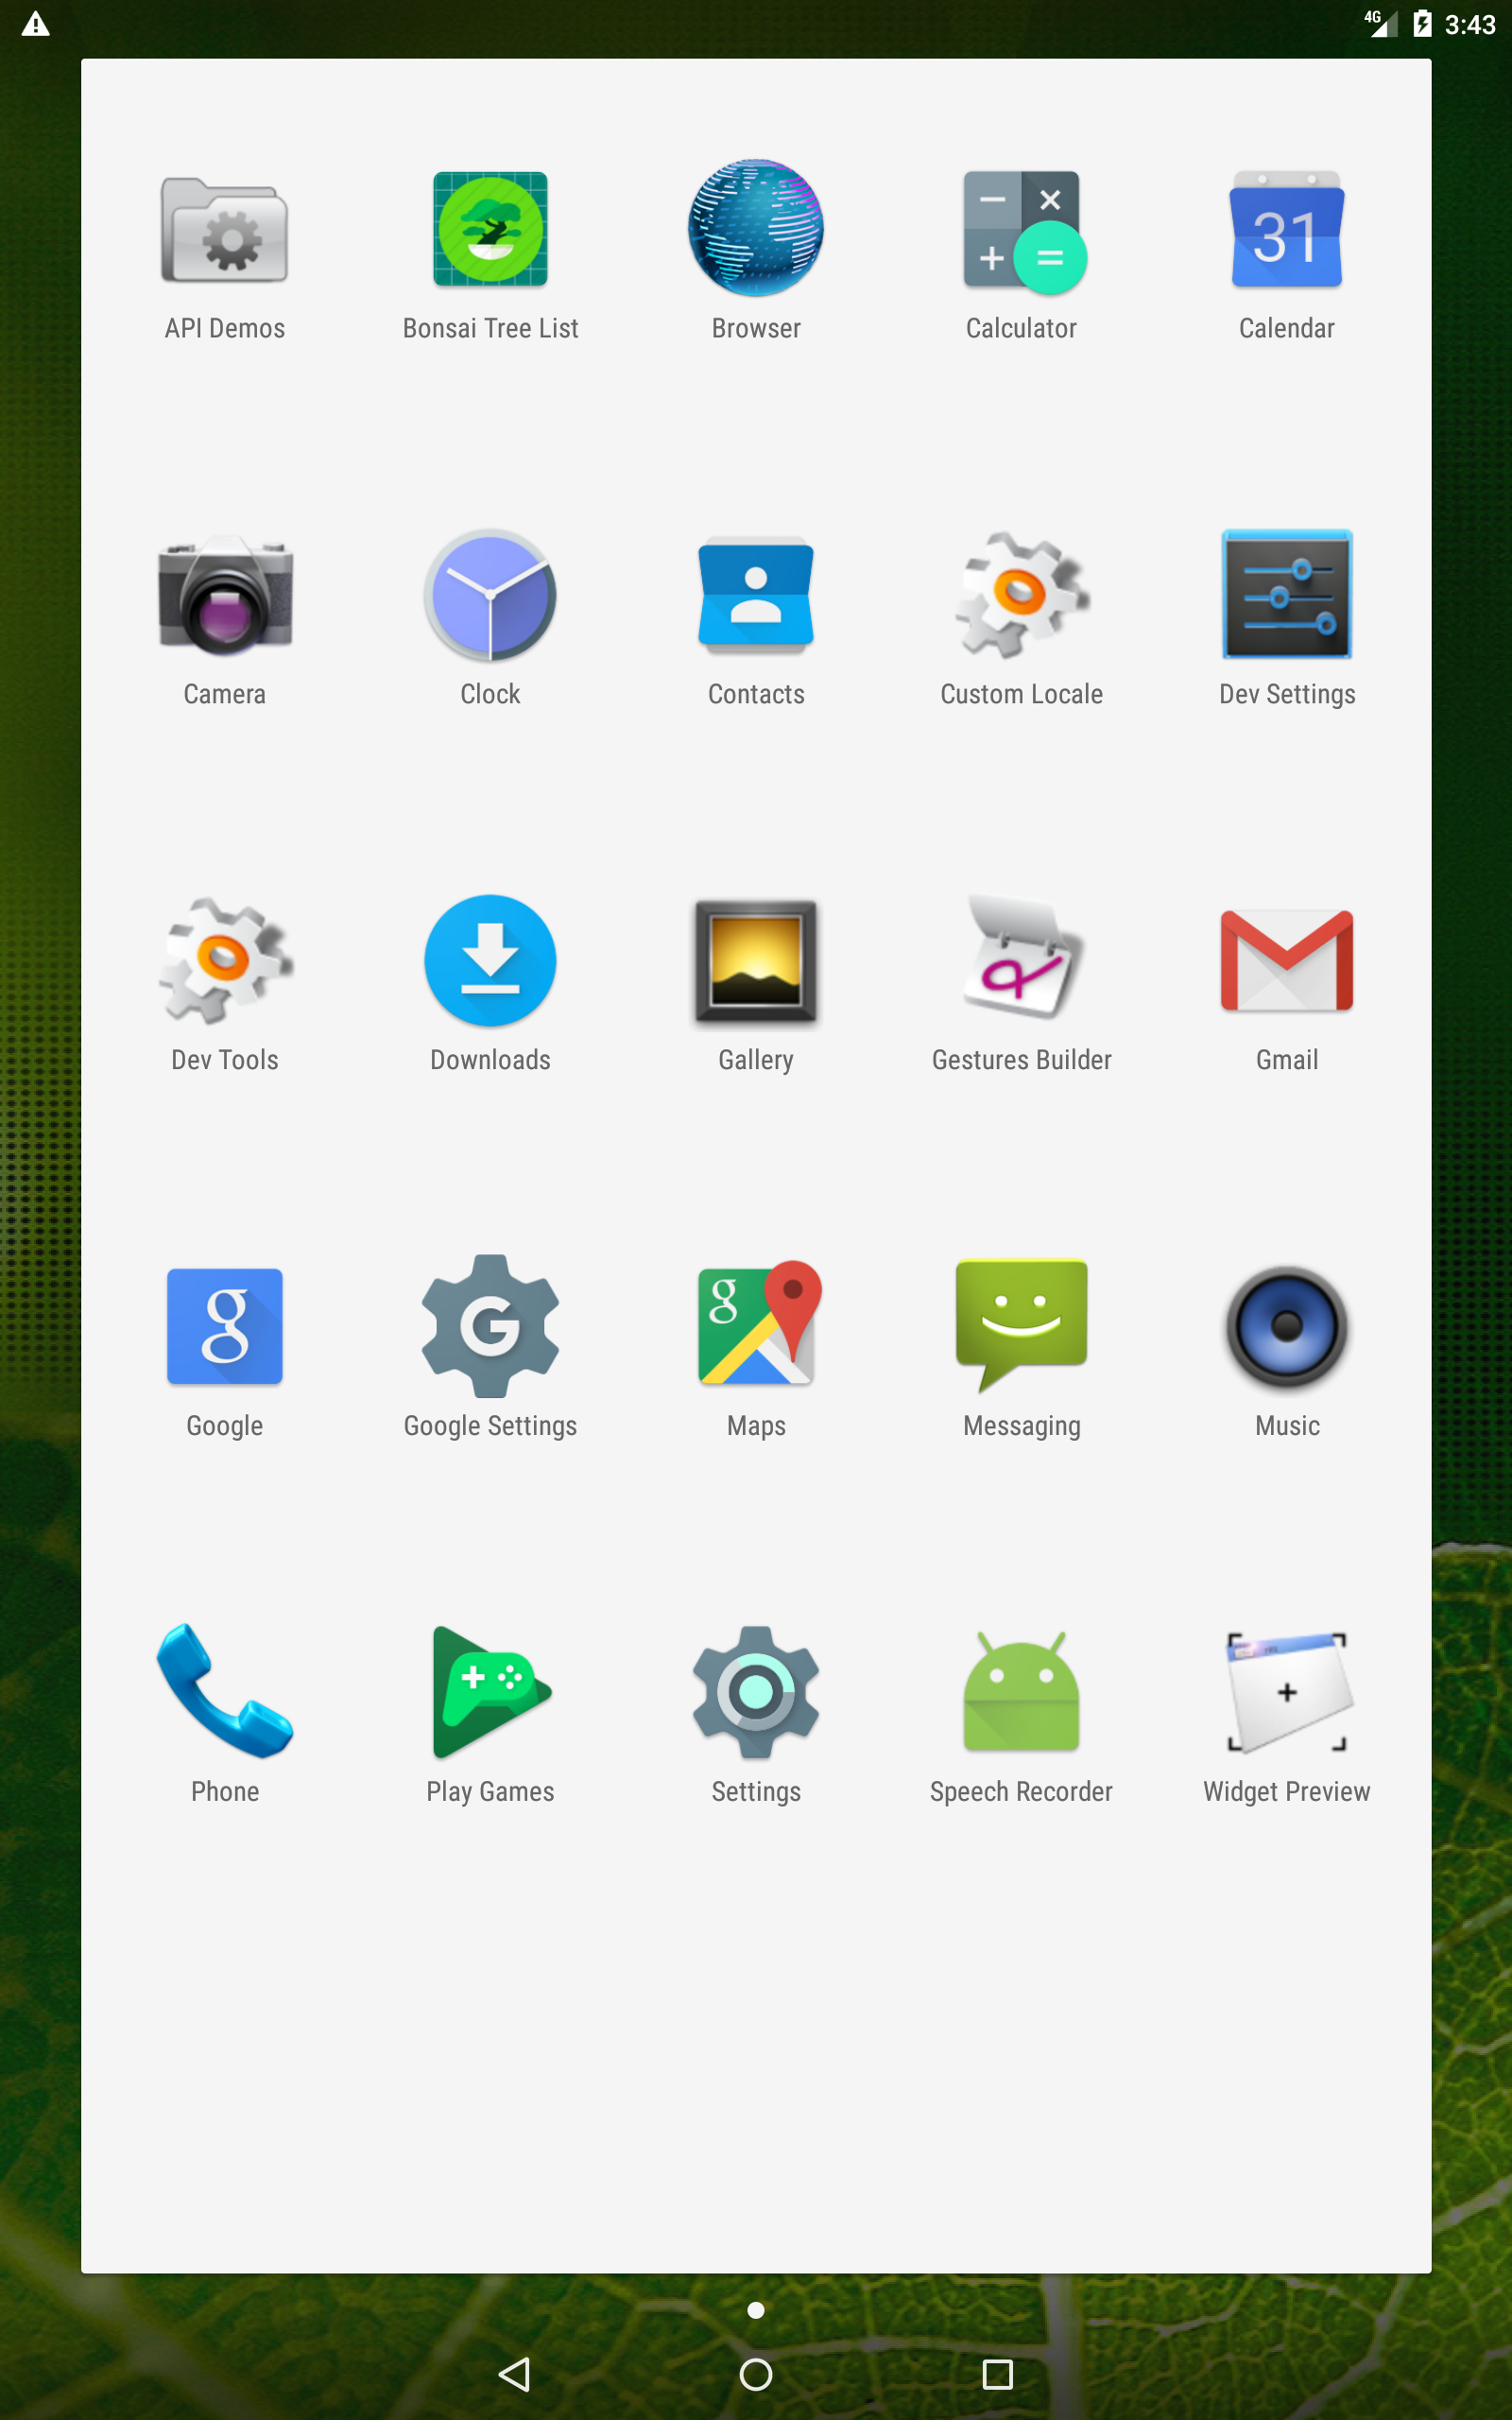 4G 3:43
API Demos
Bonsai Tree List
Browser
Calculator
31
Calendar
Camera
Clock
Contacts
Custom Locale
Dev Settings
Dev Tools
Downloads
Gallery
Gestures Builder
Gmail
g
Google
G
Google Settings
g
Maps
Messaging
Music
Phone
Play Games
Settings
Speech Recorder
Widget Preview